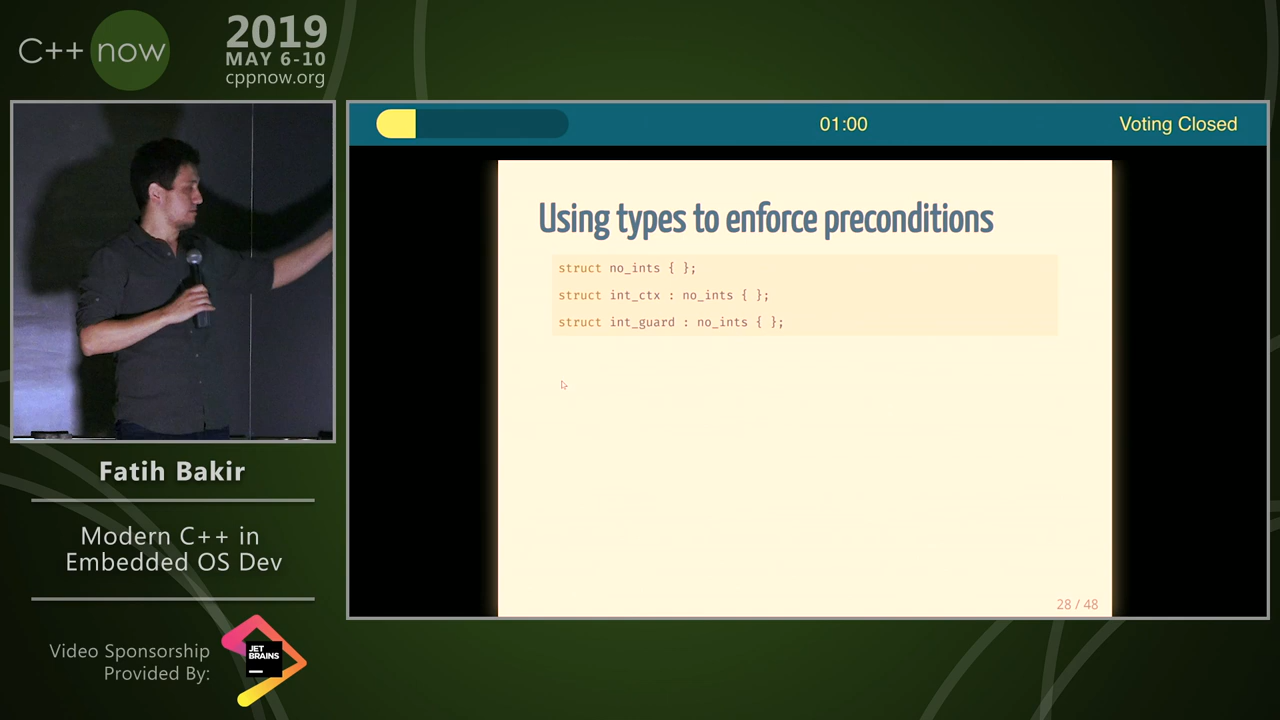 C++ now
2019
MAY 6-10
cppnow.org
01:00
Voting Closed
Using types to enforce preconditions
struct no_ints { };
struct int_ctx : no_ints { };
struct int_guard : no_ints { };
28 / 48
Fatih Bakir
Modern C++ in
Embedded OS Dev
Video Sponsorship
Provided By:
JET
BRAINS